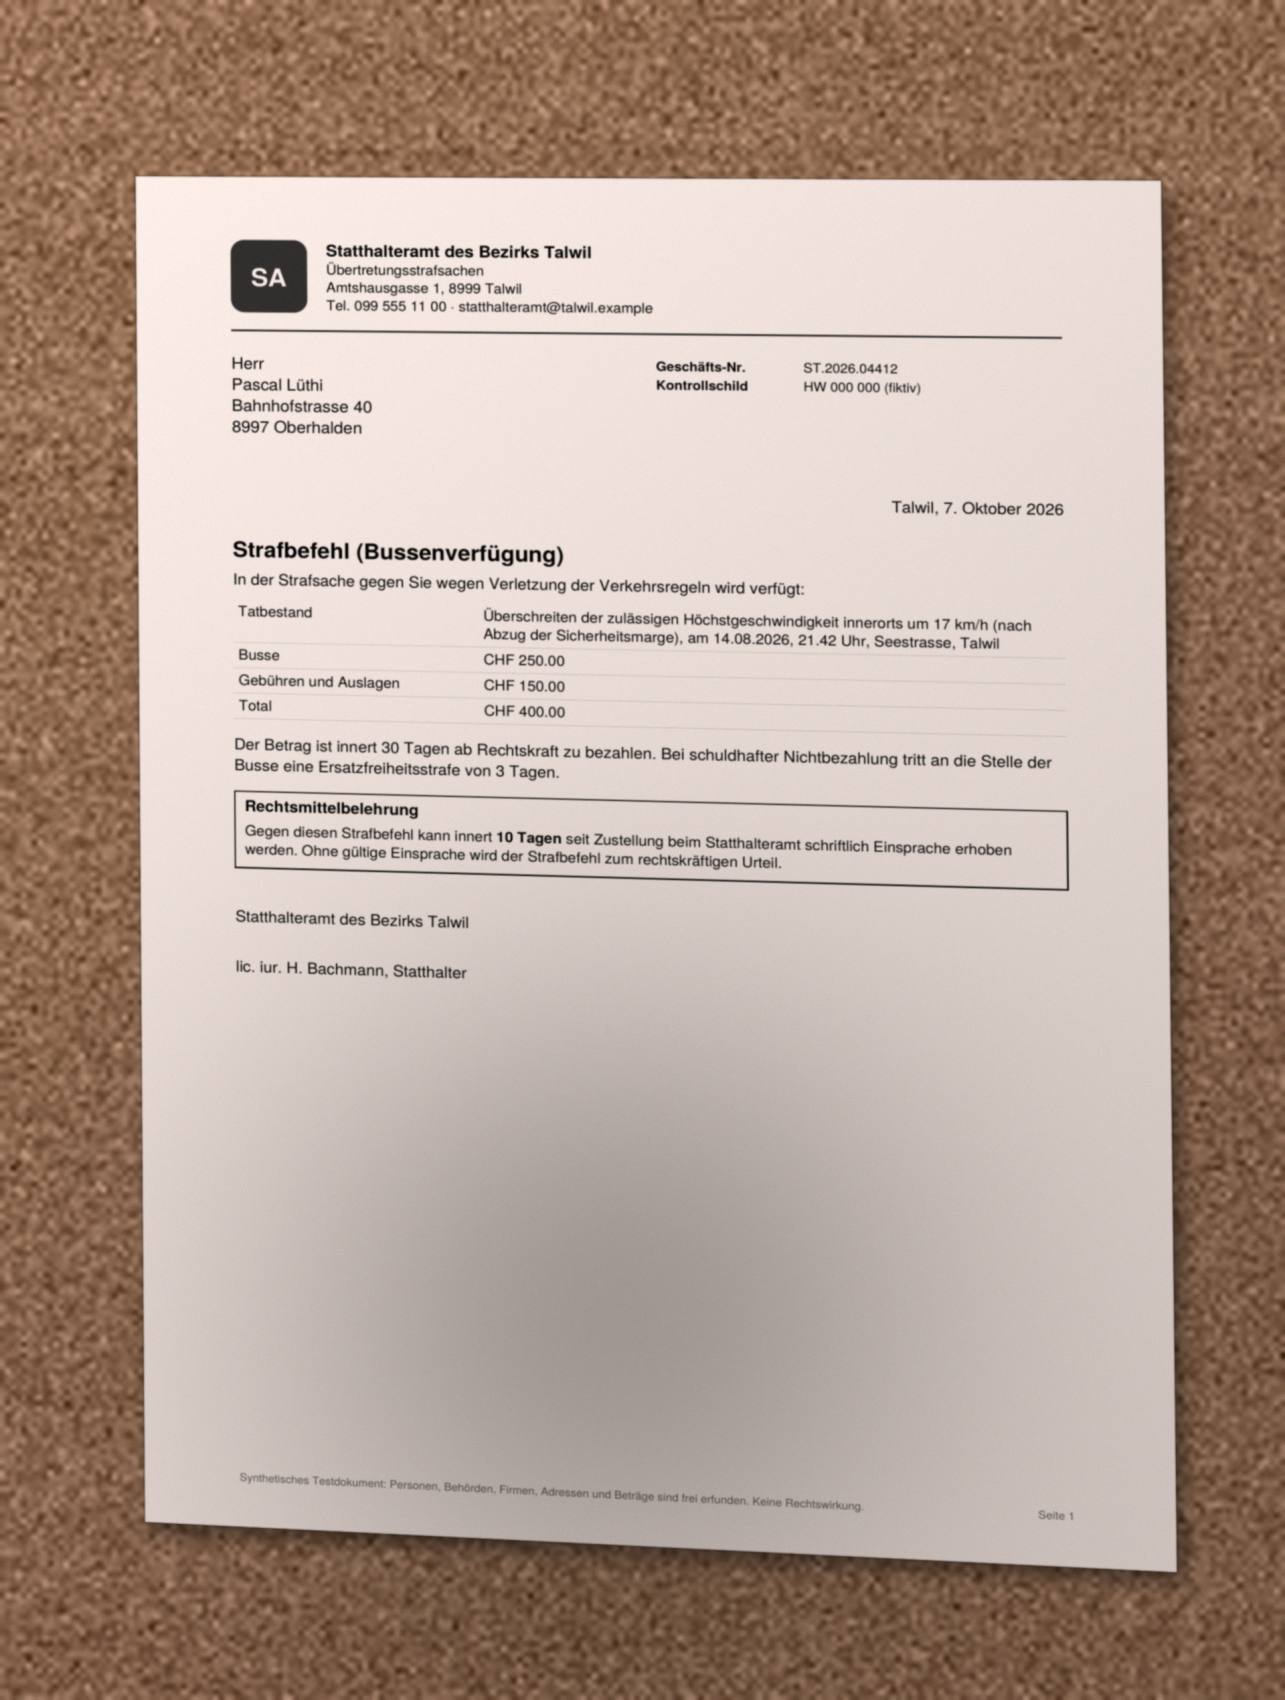 SA
Statthalteramt des Bezirks Talwil
Übertretungsstrafsachen
Amtshausgasse 1, 8999 Talwil
Tel. 099 555 11 00 · statthalteramt@talwil.example
Herr
Pascal Lüthi
Bahnhofstrasse 40
8997 Oberhalden
Geschäfts-Nr. ST.2026.04412
Kontrollschild HW 000 000 (fiktiv)
Talwil, 7. Oktober 2026
Strafbefehl (Bussenverfügung)
In der Strafsache gegen Sie wegen Verletzung der Verkehrsregeln wird verfügt:
Tatbestand Überschreiten der zulässigen Höchstgeschwindigkeit innerorts um 17 km/h (nach
Abzug der Sicherheitsmarge), am 14.08.2026, 21.42 Uhr, Seestrasse, Talwil
Busse CHF 250.00
Gebühren und Auslagen CHF 150.00
Total CHF 400.00
Der Betrag ist innert 30 Tagen ab Rechtskraft zu bezahlen. Bei schuldhafter Nichtbezahlung tritt an die Stelle der
Busse eine Ersatzfreiheitsstrafe von 3 Tagen.
Rechtsmittelbelehrung
Gegen diesen Strafbefehl kann innert 10 Tagen seit Zustellung beim Statthalteramt schriftlich Einsprache erhoben
werden. Ohne gültige Einsprache wird der Strafbefehl zum rechtskräftigen Urteil.
Statthalteramt des Bezirks Talwil
lic. iur. H. Bachmann, Statthalter
Synthetisches Testdokument: Personen, Behörden, Firmen, Adressen und Beträge sind frei erfunden. Keine Rechtswirkung.
Seite 1